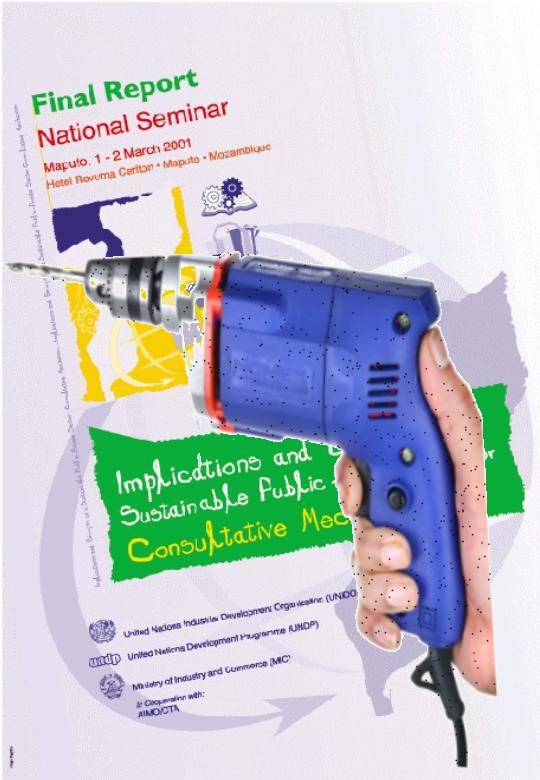 Final Report
National Seminar
Maputo, 1 - 2 March 2001
Hotel Rovuma Carlton • Maputo • Mozambique
Implications and
Sustainable Public
Consultative
United Nations Industrial Development Organization (UNIDO)
undp United Nations Development Programme (UNDP)
Ministry of Industry and Commerce (MIC)
In Cooperation with:
AIMO/CTA